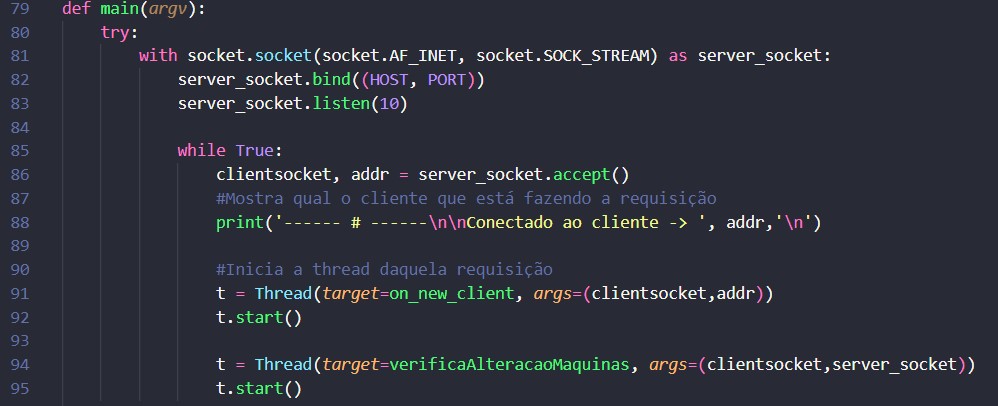 79 def main(argv):
80 try:
81 with socket.socket(socket.AF_INET, socket.SOCK_STREAM) as server_socket:
82 server_socket.bind((HOST, PORT))
83 server_socket.listen(10)
84
85 while True:
86 clientsocket, addr = server_socket.accept()
87 #Mostra qual o cliente que está fazendo a requisição
88 print('------ # ------\n\nConectado ao cliente -> ', addr,'\n')
89
90 #Inicia a thread daquela requisição
91 t = Thread(target=on_new_client, args=(clientsocket,addr))
92 t.start()
93
94 t = Thread(target=verificaAlteracaoMaquinas, args=(clientsocket,server_socket))
95 t.start()